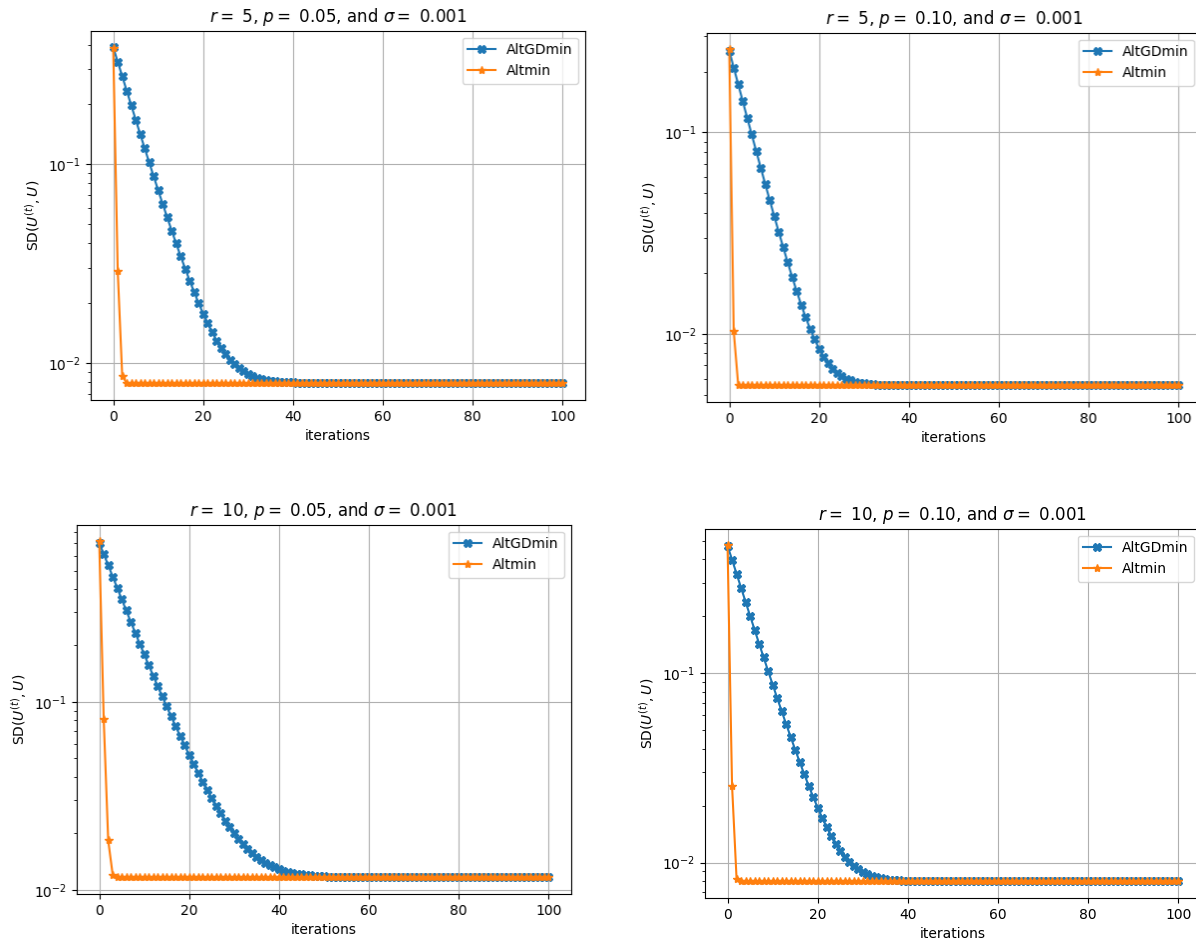 r = 5, p = 0.05, and σ = 0.001
AltGDmin
Altmin
10⁻¹
10⁻²
SD(U⁽ᵗ⁾, U)
0 20 40 60 80 100
iterations
r = 5, p = 0.10, and σ = 0.001
AltGDmin
Altmin
10⁻¹
10⁻²
SD(U⁽ᵗ⁾, U)
0 20 40 60 80 100
iterations
r = 10, p = 0.05, and σ = 0.001
AltGDmin
Altmin
10⁻¹
10⁻²
SD(U⁽ᵗ⁾, U)
0 20 40 60 80 100
iterations
r = 10, p = 0.10, and σ = 0.001
AltGDmin
Altmin
10⁻¹
10⁻²
SD(U⁽ᵗ⁾, U)
0 20 40 60 80 100
iterations